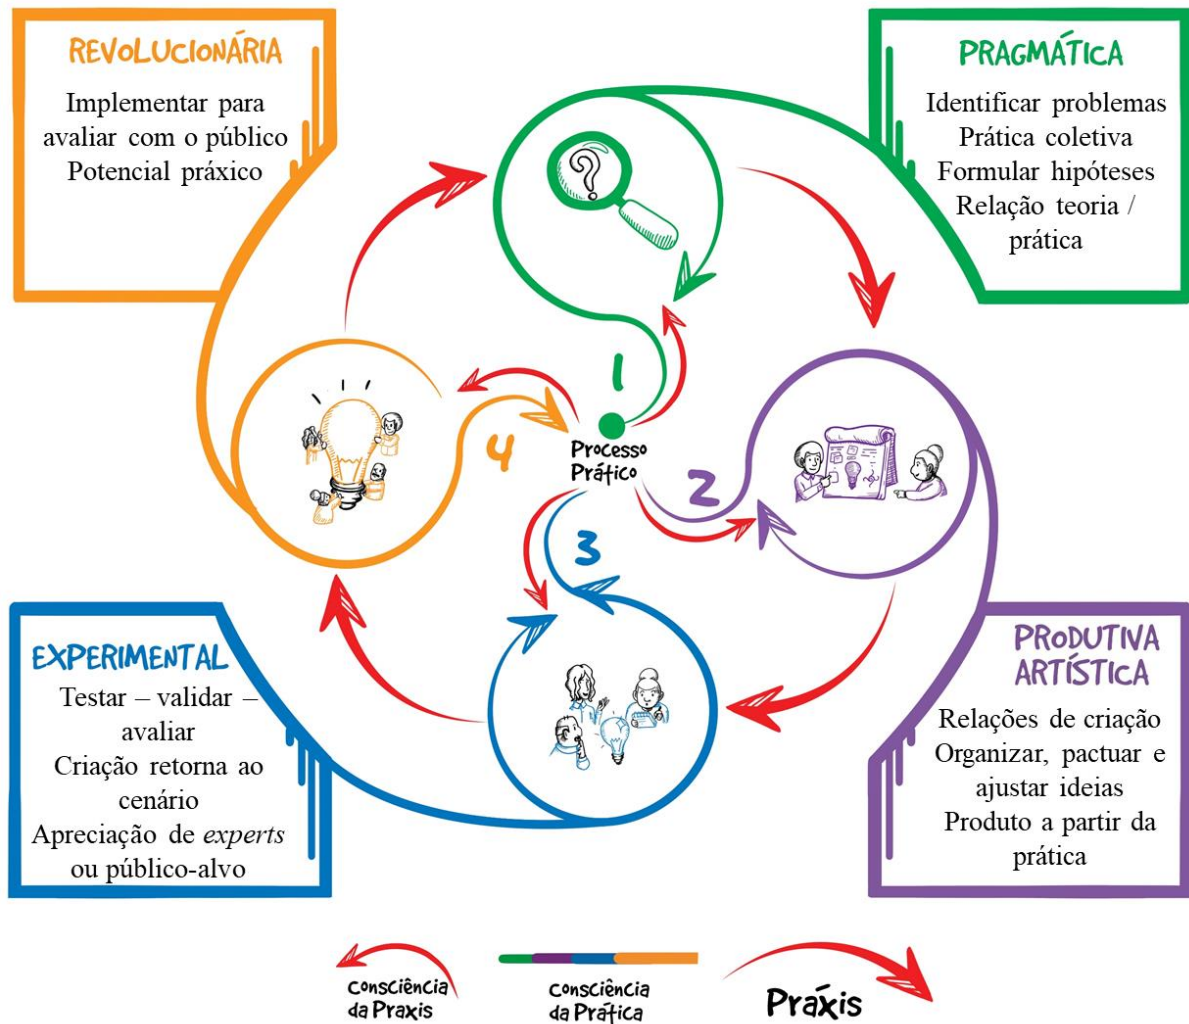 REVOLUCIONÁRIA
Implementar para
avaliar com o público
Potencial práxico
PRAGMÁTICA
Identificar problemas
Prática coletiva
Formular hipóteses
Relação teoria /
prática
?
1
4
Processo
Prático
2
3
EXPERIMENTAL
Testar – validar –
avaliar
Criação retorna ao
cenário
Apreciação de experts
ou público-alvo
PRODUTIVA
ARTÍSTICA
Relações de criação
Organizar, pactuar e
ajustar ideias
Produto a partir da
prática
Consciência
da Praxis
Consciência
da Prática
Práxis